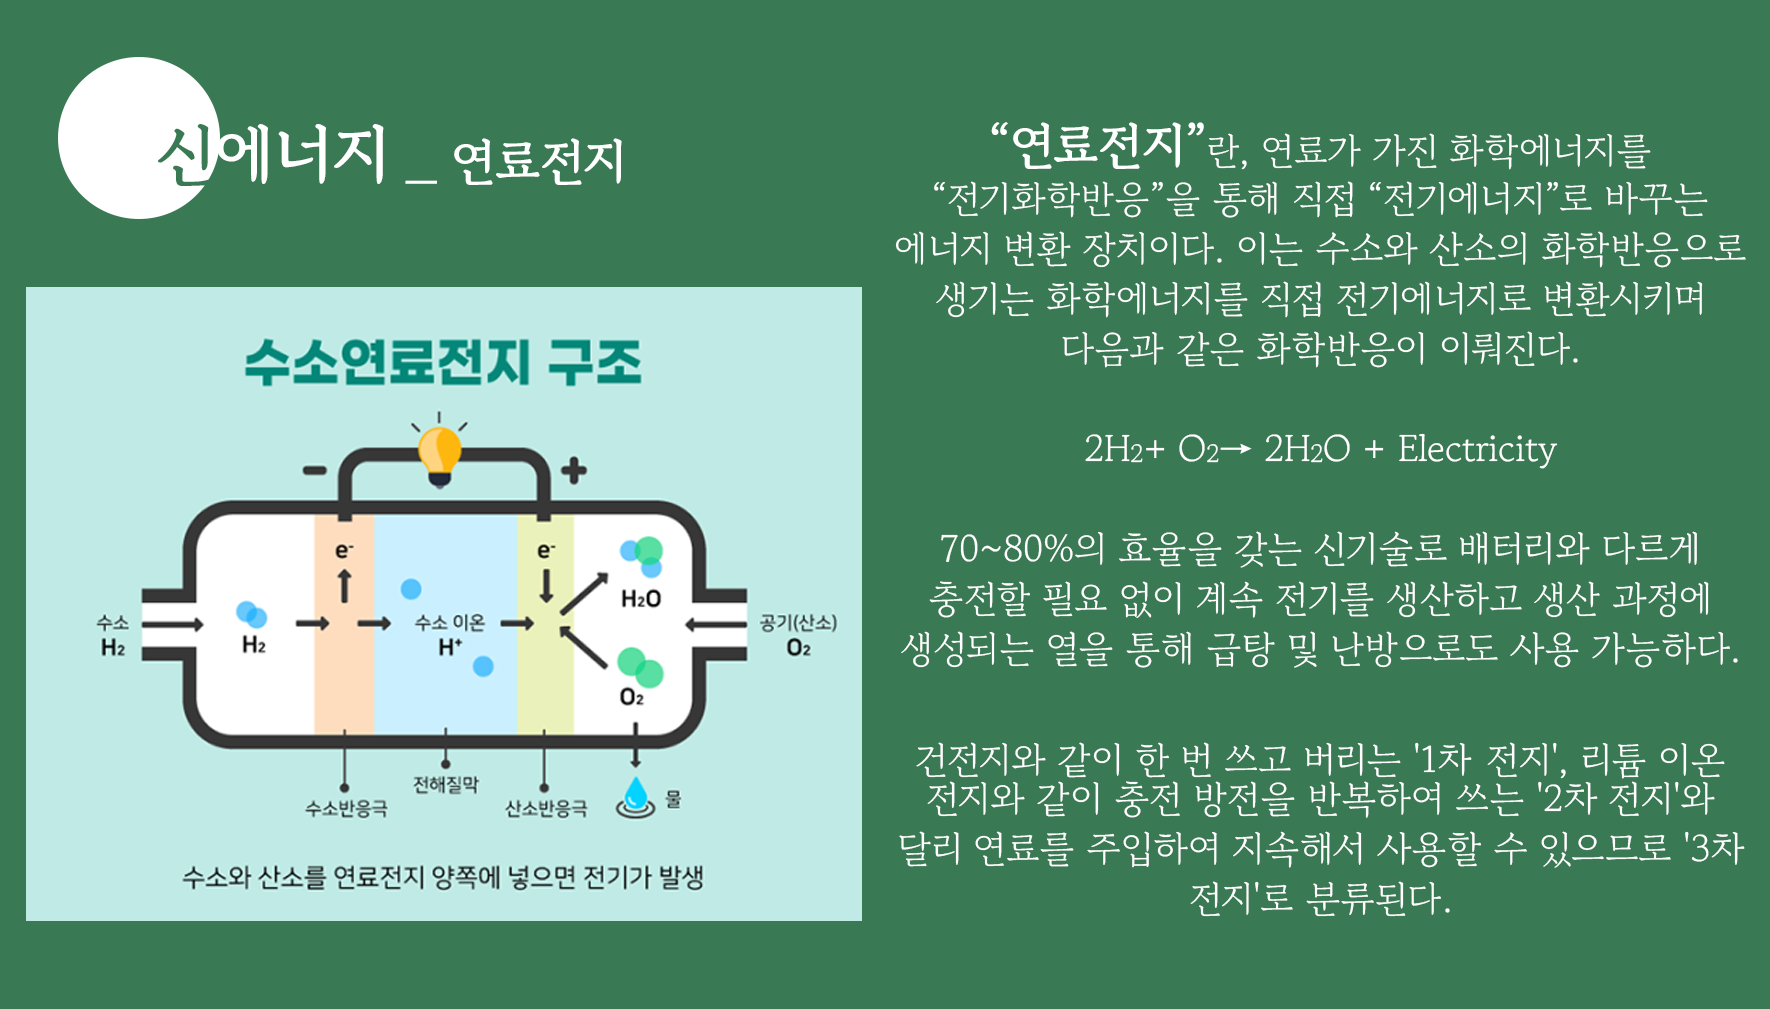 신에너지 _ 연료전지
수소연료전지 구조
- +
e- e-
H2O
수소 H2 H2 수소 이온 H+ 공기(산소) O2
O2
수소반응극 전해질막 산소반응극 물
수소와 산소를 연료전지 양쪽에 넣으면 전기가 발생
“연료전지”란, 연료가 가진 화학에너지를
“전기화학반응”을 통해 직접 “전기에너지”로 바꾸는
에너지 변환 장치이다. 이는 수소와 산소의 화학반응으로
생기는 화학에너지를 직접 전기에너지로 변환시키며
다음과 같은 화학반응이 이뤄진다.
2H2+ O2→ 2H2O + Electricity
70~80%의 효율을 갖는 신기술로 배터리와 다르게
충전할 필요 없이 계속 전기를 생산하고 생산 과정에
생성되는 열을 통해 급탕 및 난방으로도 사용 가능하다.
건전지와 같이 한 번 쓰고 버리는 '1차 전지', 리튬 이온
전지와 같이 충전 방전을 반복하여 쓰는 '2차 전지'와
달리 연료를 주입하여 지속해서 사용할 수 있으므로 '3차
전지'로 분류된다.